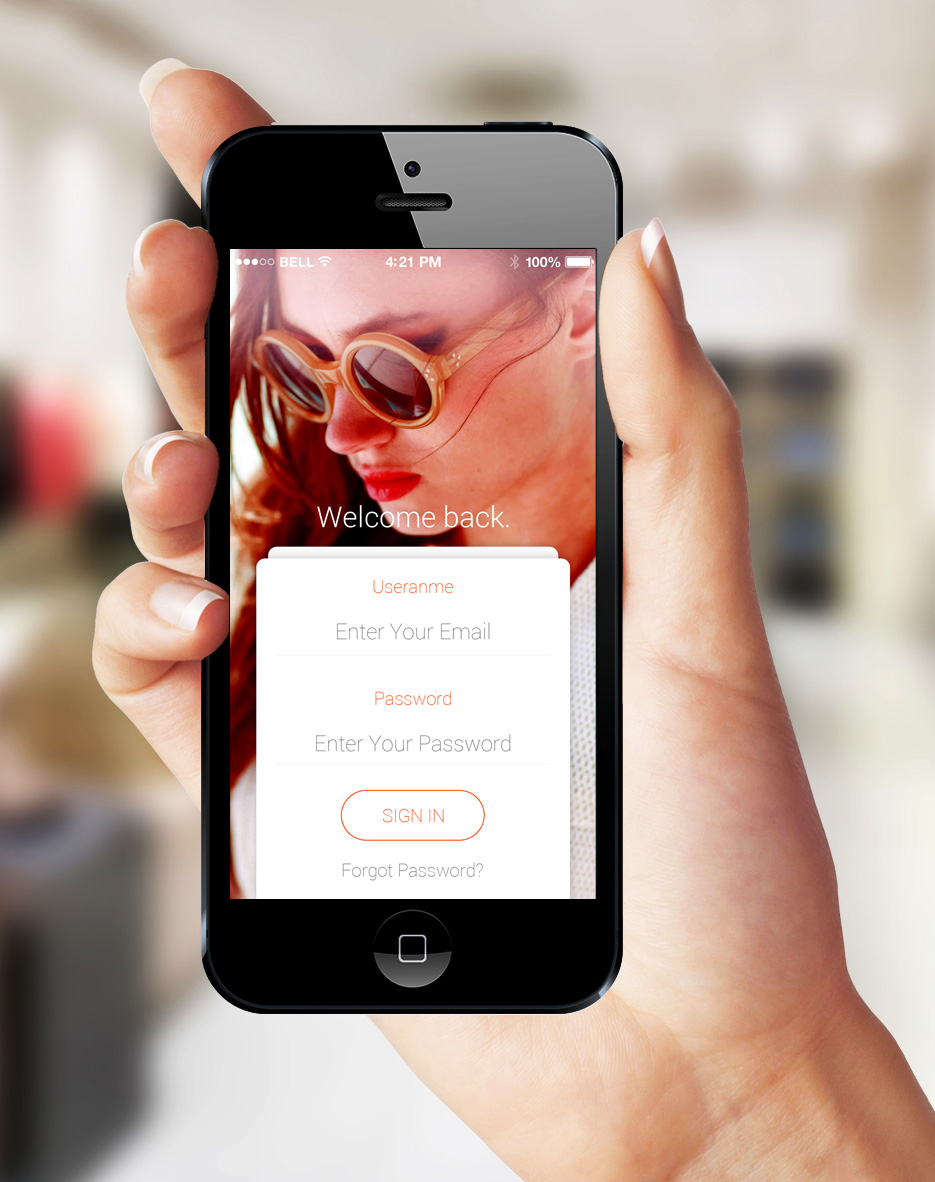 BELL 4:21 PM 100%
Welcome back.
Useranme
Enter Your Email
Password
Enter Your Password
SIGN IN
Forgot Password?